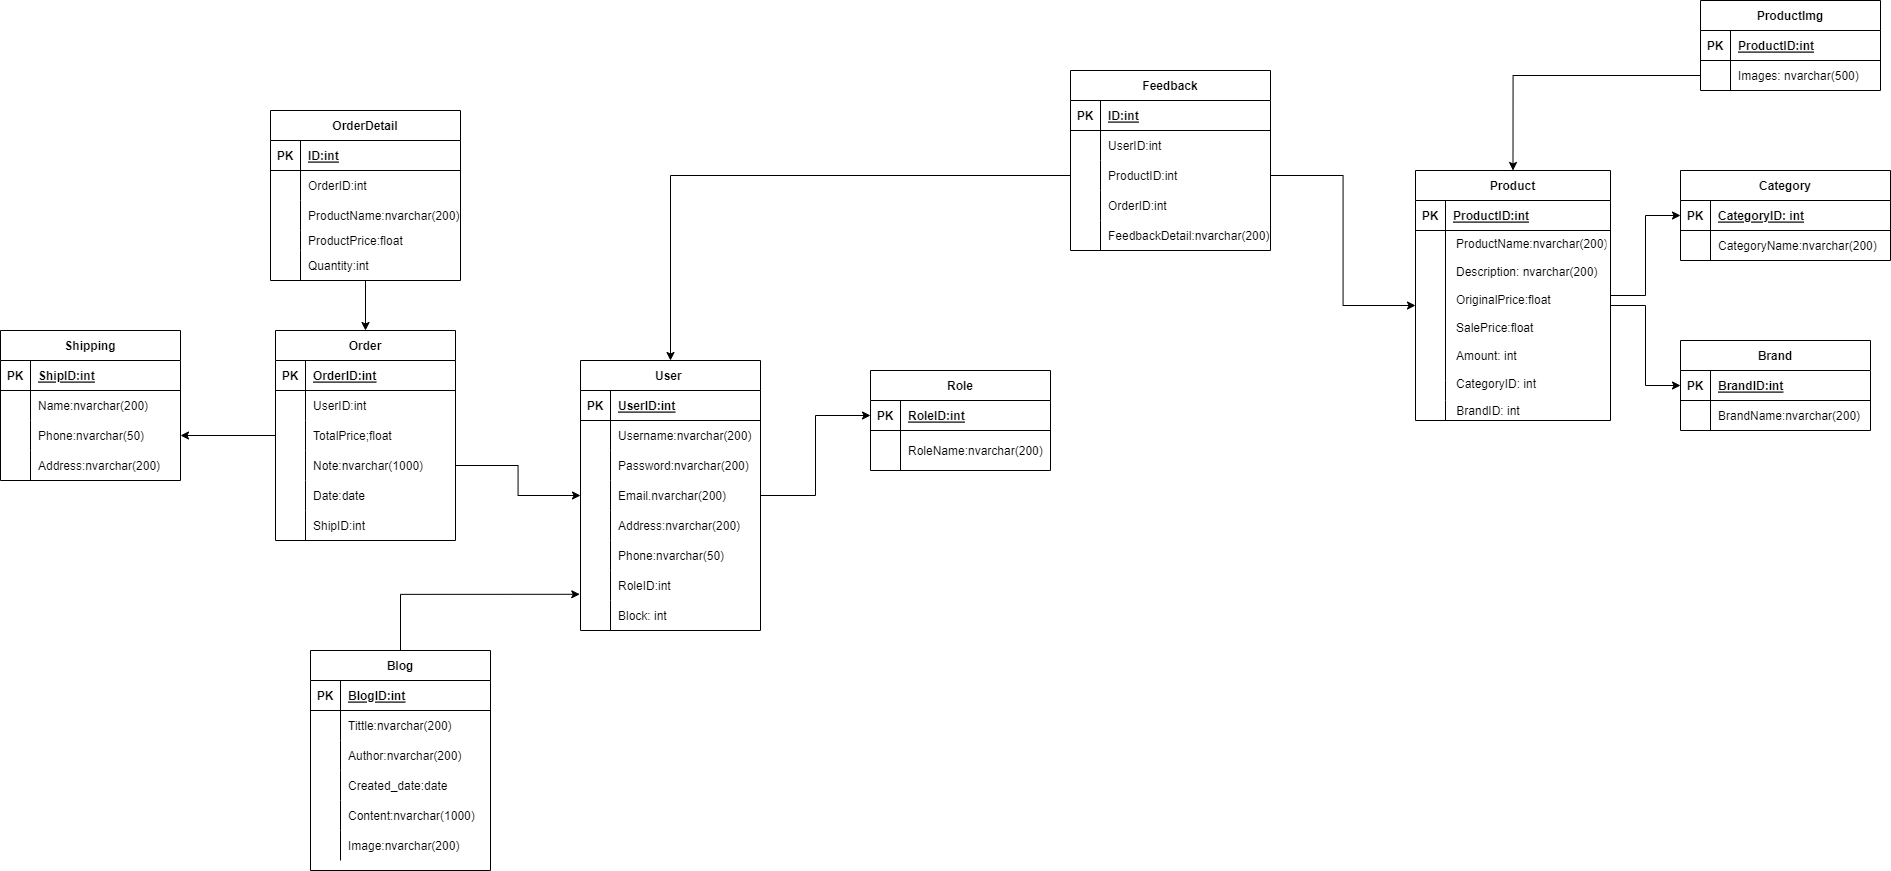 ProductImg
PK ProductID:int
Images: nvarchar(500)
Feedback
PK ID:int
UserID:int
ProductID:int
OrderID:int
FeedbackDetail:nvarchar(200)
OrderDetail
PK ID:int
OrderID:int
ProductName:nvarchar(200)
ProductPrice:float
Quantity:int
Product
PK ProductID:int
ProductName:nvarchar(200)
Description: nvarchar(200)
OriginalPrice:float
SalePrice:float
Amount: int
CategoryID: int
BrandID: int
Category
PK CategoryID: int
CategoryName:nvarchar(200)
Shipping
PK ShipID:int
Name:nvarchar(200)
Phone:nvarchar(50)
Address:nvarchar(200)
Order
PK OrderID:int
UserID:int
TotalPrice;float
Note:nvarchar(1000)
Date:date
ShipID:int
User
PK UserID:int
Username:nvarchar(200)
Password:nvarchar(200)
Email.nvarchar(200)
Address:nvarchar(200)
Phone:nvarchar(50)
RoleID:int
Block: int
Role
PK RoleID:int
RoleName:nvarchar(200)
Brand
PK BrandID:int
BrandName:nvarchar(200)
Blog
PK BlogID:int
Tittle:nvarchar(200)
Author:nvarchar(200)
Created_date:date
Content:nvarchar(1000)
Image:nvarchar(200)